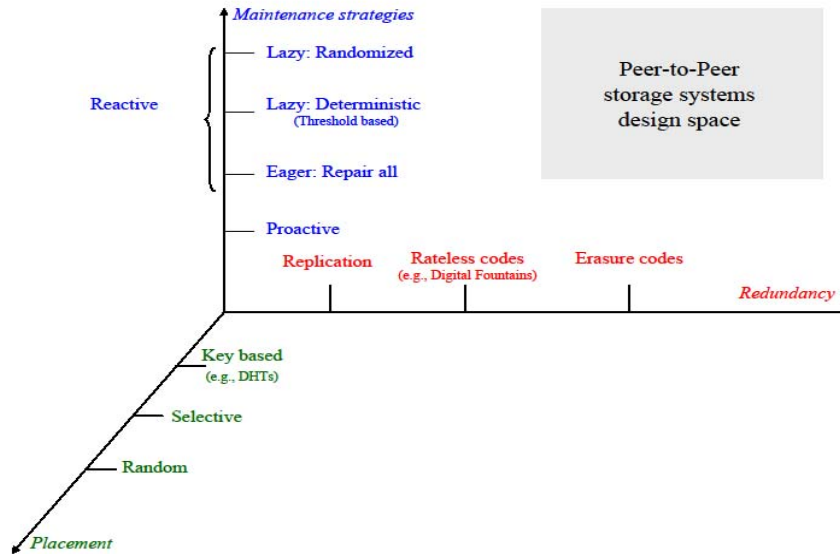 Maintenance strategies
Lazy: Randomized
Reactive
Lazy: Deterministic
(Threshold based)
Eager: Repair all
Proactive
Peer-to-Peer
storage systems
design space
Replication
Rateless codes
(e.g., Digital Fountains)
Erasure codes
Redundancy
Key based
(e.g., DHTs)
Selective
Random
Placement